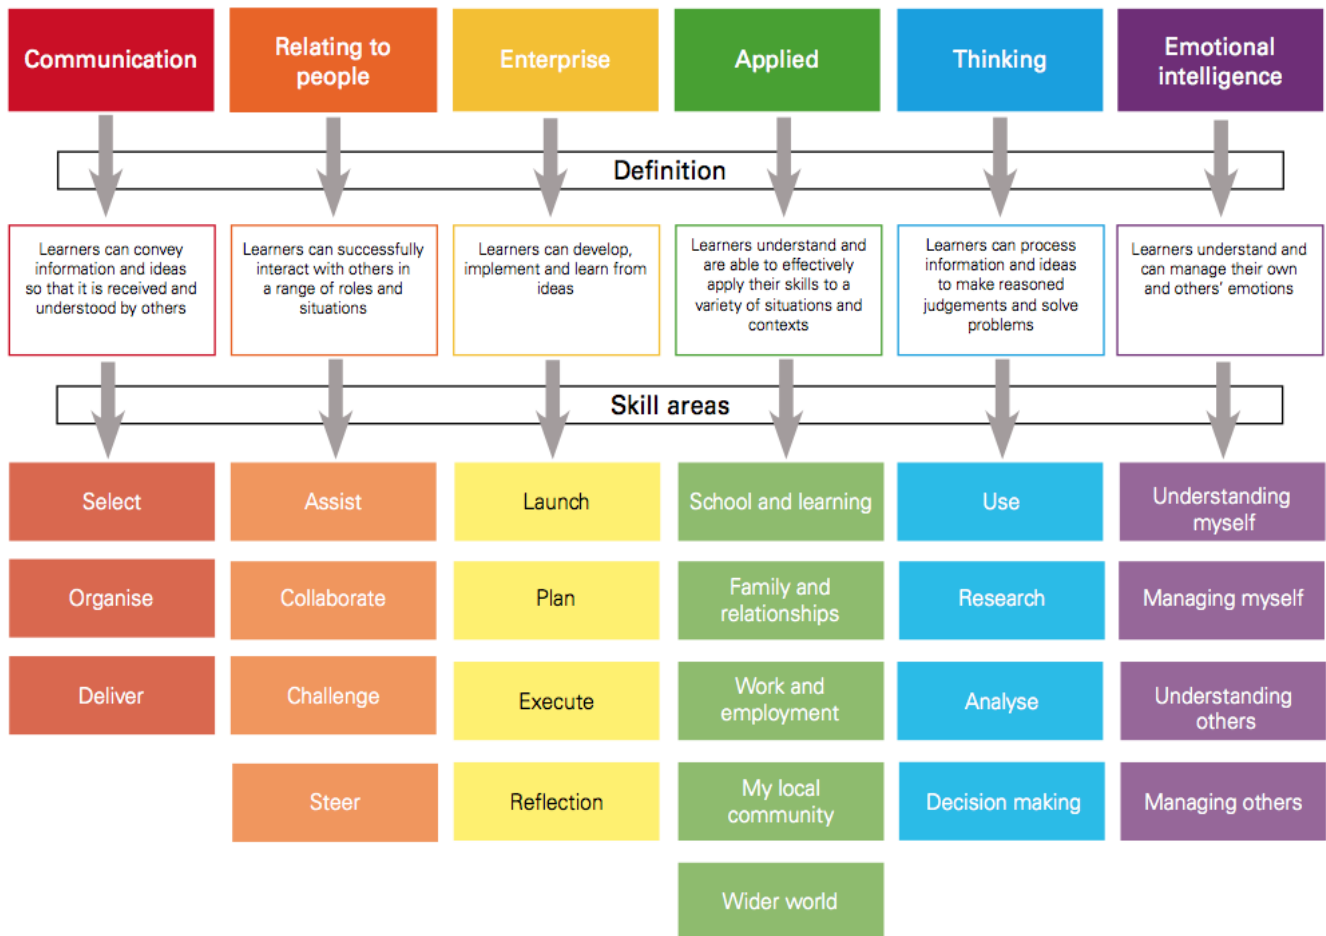 Communication
Relating to
people
Enterprise
Applied
Thinking
Emotional
intelligence
Definition
Learners can convey
information and ideas
so that it is received and
understood by others
Learners can successfully
interact with others in
a range of roles and
situations
Learners can develop,
implement and learn from
ideas
Learners understand and
are able to effectively
apply their skills to a
variety of situations and
contexts
Learners can process
information and ideas
to make reasoned
judgements and solve
problems
Learners understand and
can manage their own
and others' emotions
Skill areas
Select
Assist
Launch
School and learning
Use
Understanding
myself
Organise
Collaborate
Plan
Family and
relationships
Research
Managing myself
Deliver
Challenge
Execute
Work and
employment
Analyse
Understanding
others
Steer
Reflection
My local
community
Decision making
Managing others
Wider world